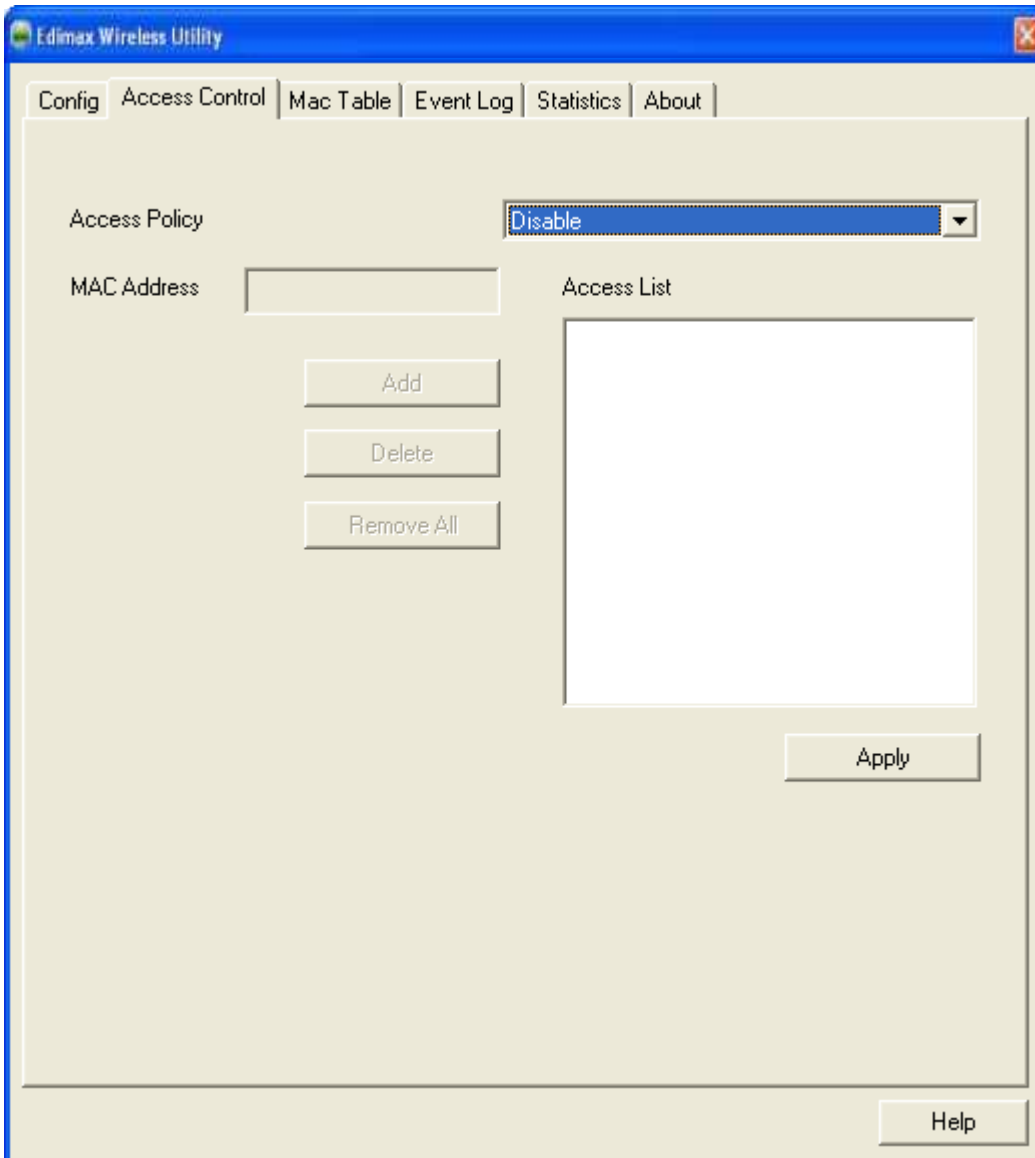 Edimax Wireless Utility
Config Access Control Mac Table Event Log Statistics About
Access Policy Disable
MAC Address Access List
Add
Delete
Remove All
Apply
Help